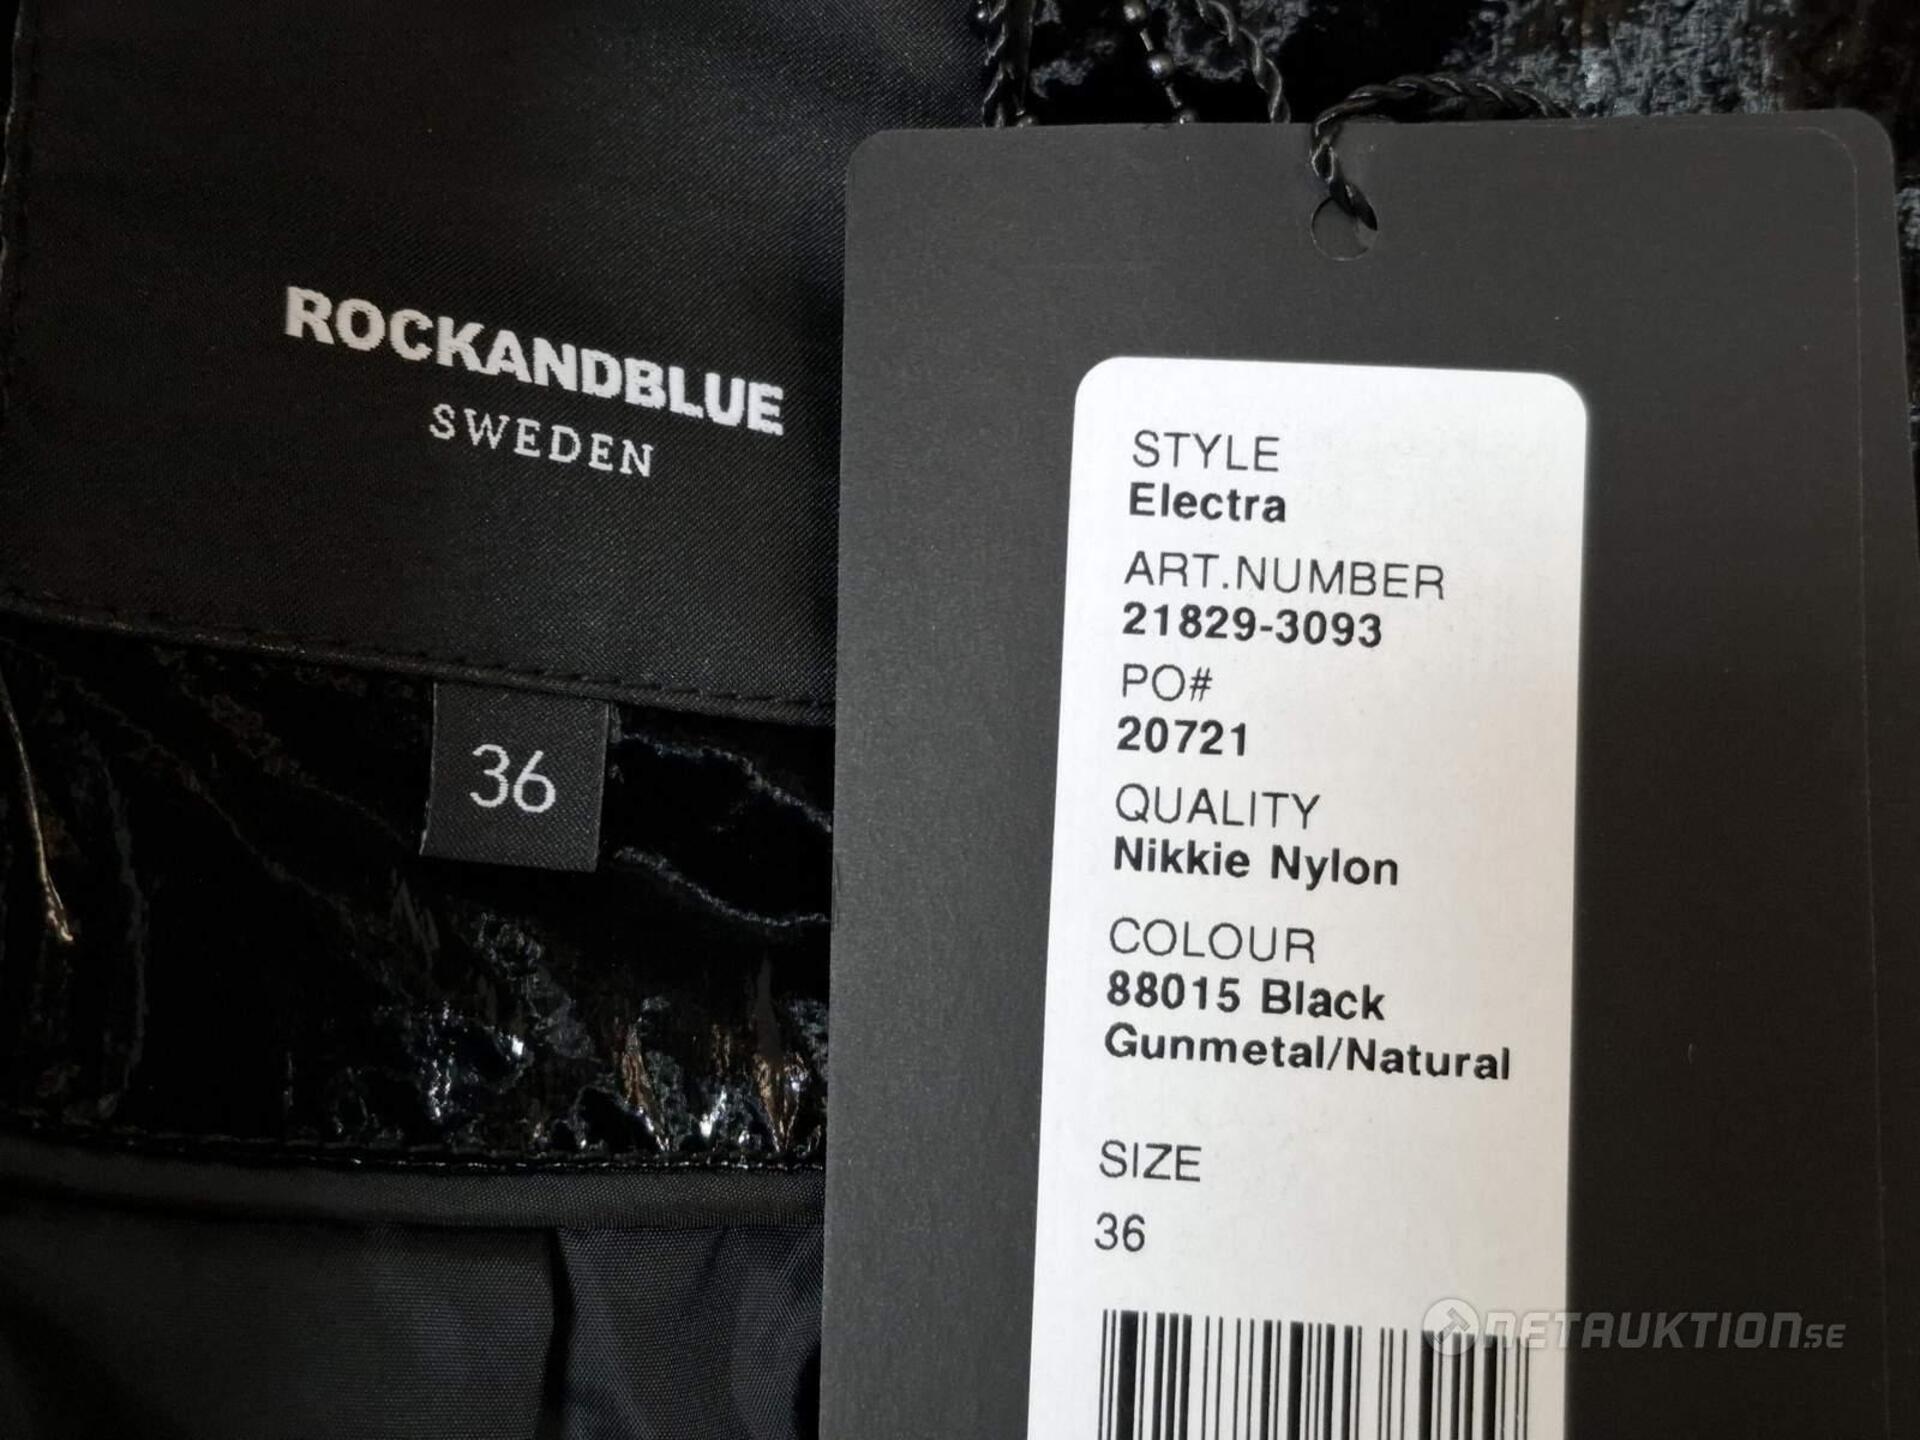 ROCKANDBLUE
SWEDEN
36
STYLE
Electra
ART.NUMBER
21829-3093
PO#
20721
QUALITY
Nikkie Nylon
COLOUR
88015 Black
Gunmetal/Natural
SIZE
36
NETAUKTION.SE